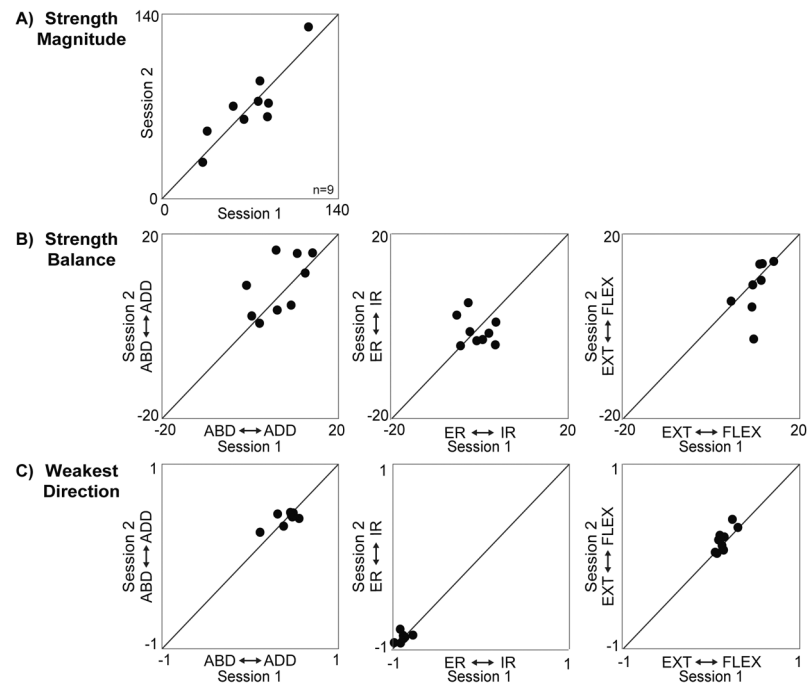 A) Strength
Magnitude
140
Session 2
0
n=9
0
Session 1
140
B) Strength
Balance
20
Session 2
ABD ↔ ADD
-20
-20
ABD ↔ ADD
20
Session 1
20
Session 2
ER ↔ IR
-20
-20
ER ↔ IR
20
Session 1
20
Session 2
EXT ↔ FLEX
-20
-20
EXT ↔ FLEX
20
Session 1
C) Weakest
Direction
1
Session 2
ABD ↔ ADD
-1
-1
ABD ↔ ADD
1
Session 1
1
Session 2
ER ↔ IR
-1
-1
ER ↔ IR
1
Session 1
1
Session 2
EXT ↔ FLEX
-1
-1
EXT ↔ FLEX
1
Session 1